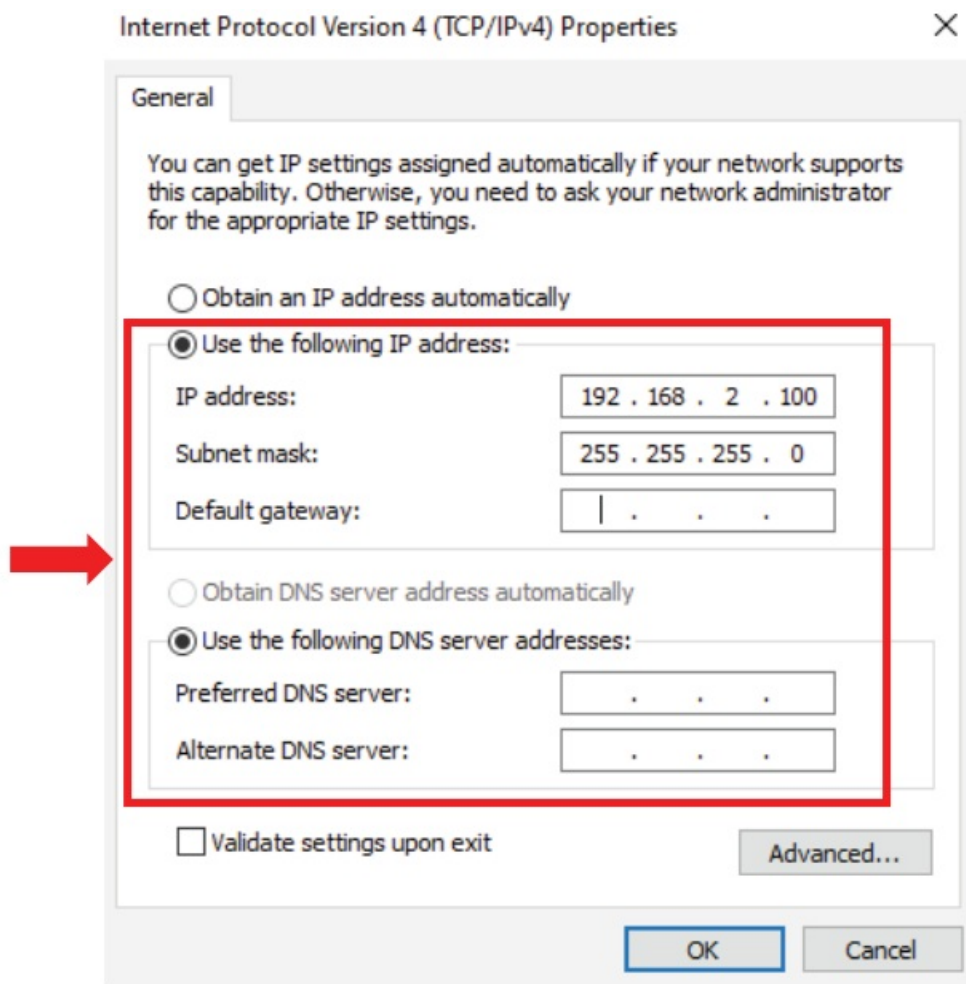 Internet Protocol Version 4 (TCP/IPv4) Properties
General
You can get IP settings assigned automatically if your network supports
this capability. Otherwise, you need to ask your network administrator
for the appropriate IP settings.
Obtain an IP address automatically
Use the following IP address:
IP address: 192 . 168 . 2 . 100
Subnet mask: 255 . 255 . 255 . 0
Default gateway: . . .
Obtain DNS server address automatically
Use the following DNS server addresses:
Preferred DNS server: . . .
Alternate DNS server: . . .
Validate settings upon exit
Advanced...
OK Cancel